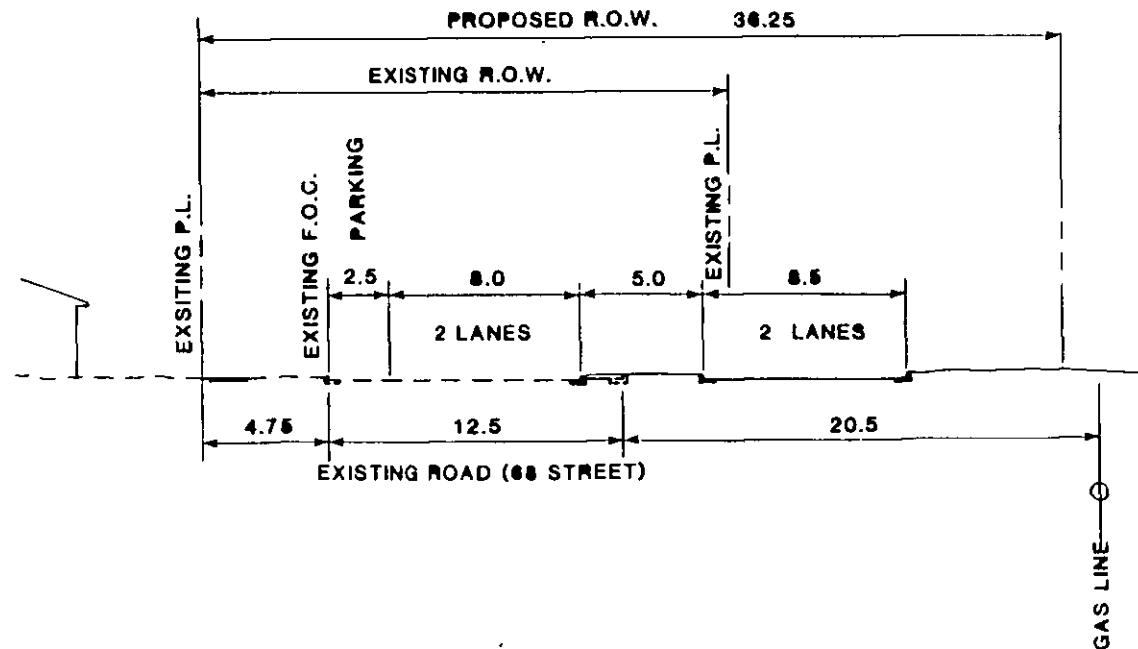 PROPOSED R.O.W. 36.25
EXISTING R.O.W.
EXSITING P.L.
EXISTING F.O.C.
PARKING
EXISTING P.L.
2.5 8.0 5.0 8.5
2 LANES 2 LANES
4.75 12.5 20.5
EXISTING ROAD (68 STREET)
GAS LINE